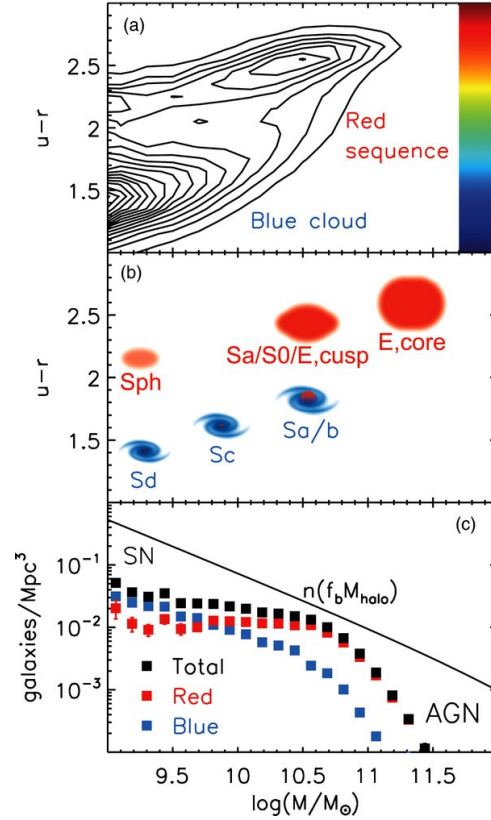 (a)
2.5
2
1.5
u−r
Red
sequence
Blue cloud
(b)
2.5
2
1.5
u−r
Sph
Sa/S0/E,cusp
E,core
Sd
Sc
Sa/b
(c)
galaxies/Mpc³
10⁻¹
10⁻²
10⁻³
SN
n(f_bM_halo)
Total
Red
Blue
AGN
9.5 10 10.5 11 11.5
log(M/M☉)